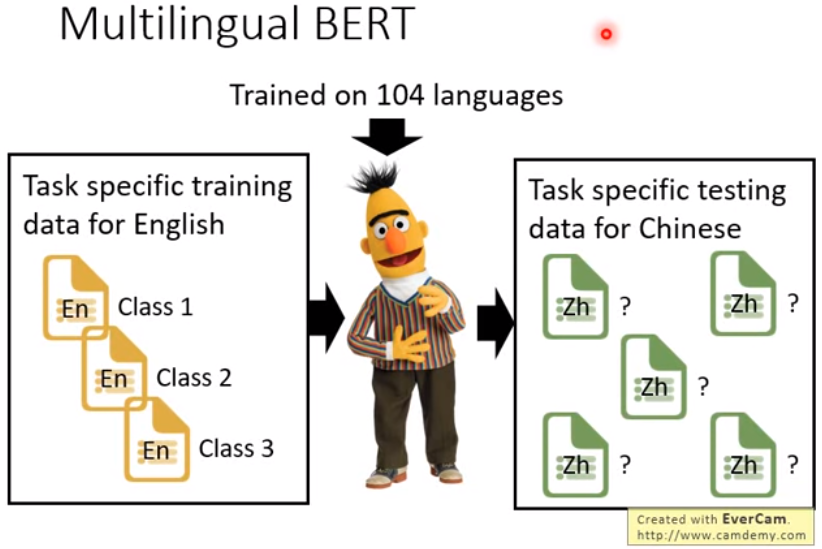 Multilingual BERT
Trained on 104 languages
Task specific training
data for English
En Class 1
En Class 2
En Class 3
Task specific testing
data for Chinese
Zh ? Zh ?
Zh ?
Zh ? Zh ?
Created with EverCam.
http://www.camdemy.com